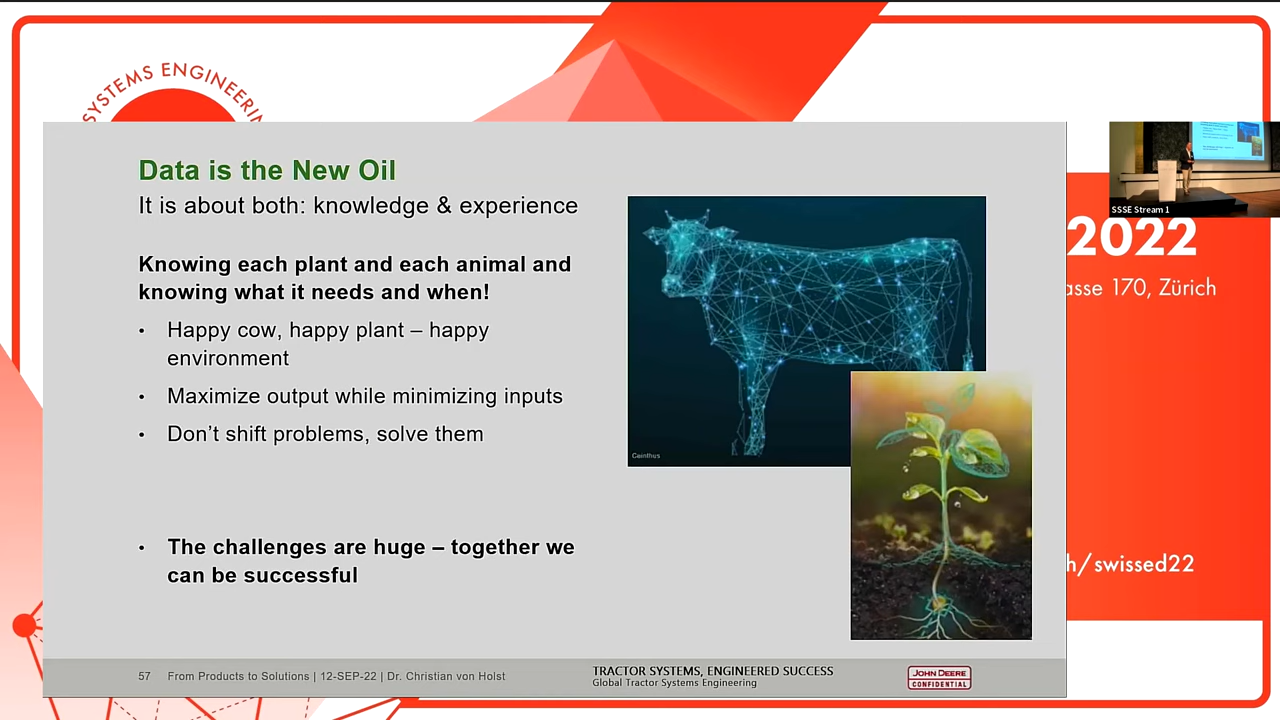 SYSTEMS ENGINEERIN
Data is the New Oil
It is about both: knowledge & experience
Knowing each plant and each animal and
knowing what it needs and when!
• Happy cow, happy plant – happy
environment
• Maximize output while minimizing inputs
• Don't shift problems, solve them
• The challenges are huge – together we
can be successful
Cainthus
SSSE Stream 1
2022
asse 170, Zürich
h/swissed22
57 From Products to Solutions | 12-SEP-22 | Dr. Christian von Holst
TRACTOR SYSTEMS, ENGINEERED SUCCESS
Global Tractor Systems Engineering
JOHN DEERE
CONFIDENTIAL